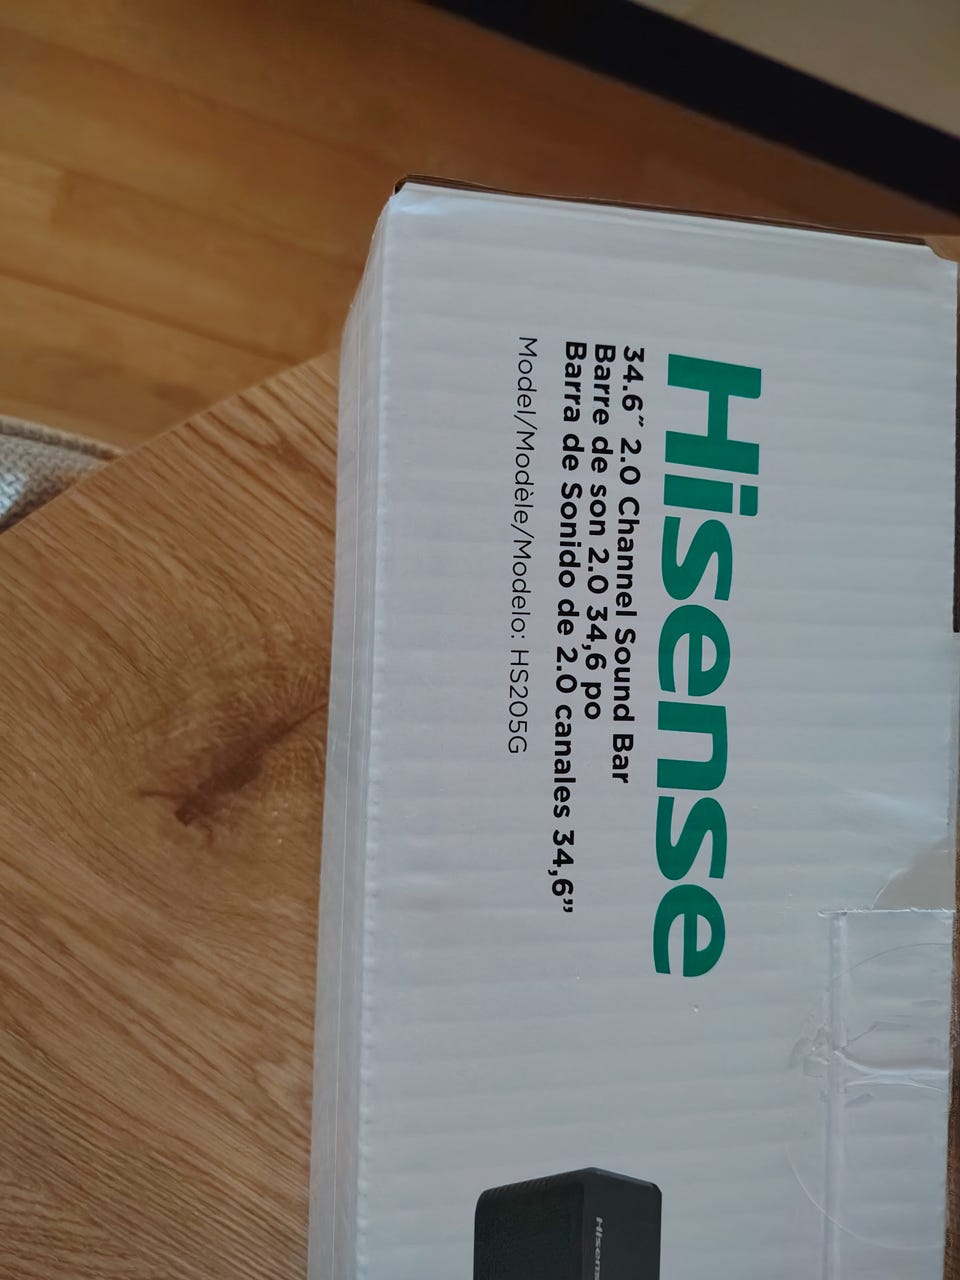 Hisense
34.6″ 2.0 Channel Sound Bar
Barre de son 2.0 34,6 po
Barra de Sonido de 2.0 canales 34,6”
Model/Modèle/Modelo: HS205G
Hisense